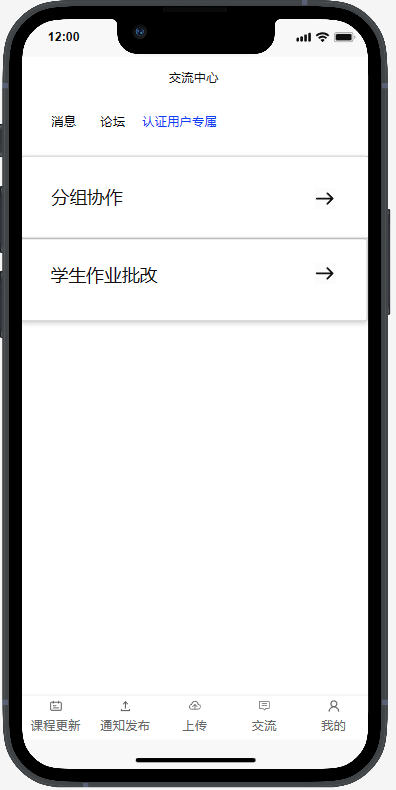 12:00
交流中心
消息 论坛 认证用户专属
分组协作
学生作业批改
课程更新 通知发布 上传 交流 我的